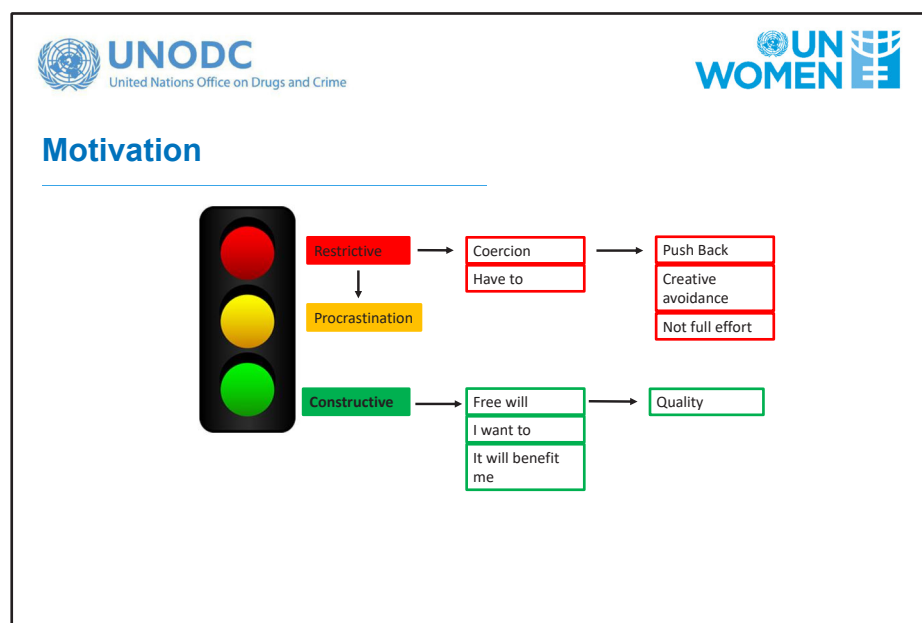 UNODC
United Nations Office on Drugs and Crime
UN
WOMEN
Motivation
Restrictive
Coercion
Push Back
Have to
Creative
avoidance
Procrastination
Not full effort
Constructive
Free will
Quality
I want to
It will benefit
me